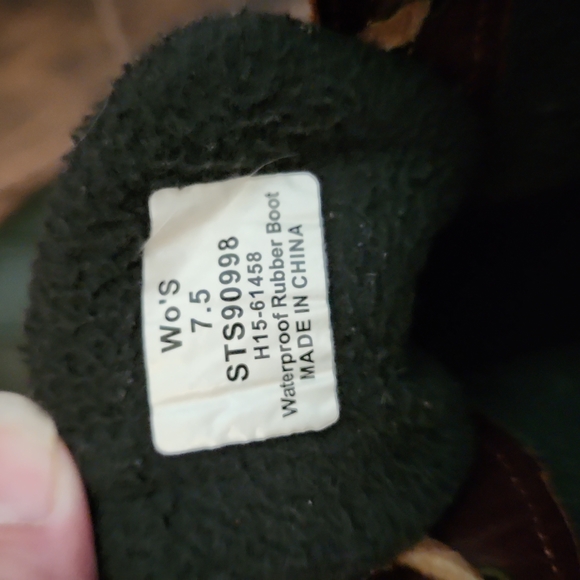 Wo'S
7.5
STS90998
H15-61458
Waterproof Rubber Boot
MADE IN CHINA